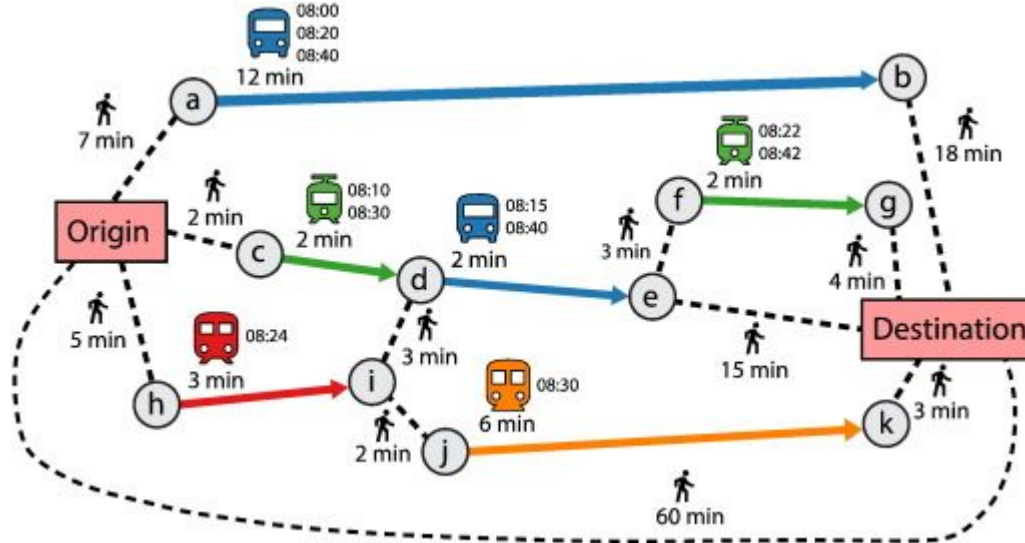 08:00
08:20
08:40
12 min
a
b
7 min
08:22
08:42
2 min
18 min
2 min
08:10
08:30
2 min
08:15
08:40
2 min
f
g
Origin
c
d
3 min
e
4 min
5 min
08:24
3 min
3 min
15 min
Destination
h
i
08:30
6 min
3 min
2 min
j
k
60 min